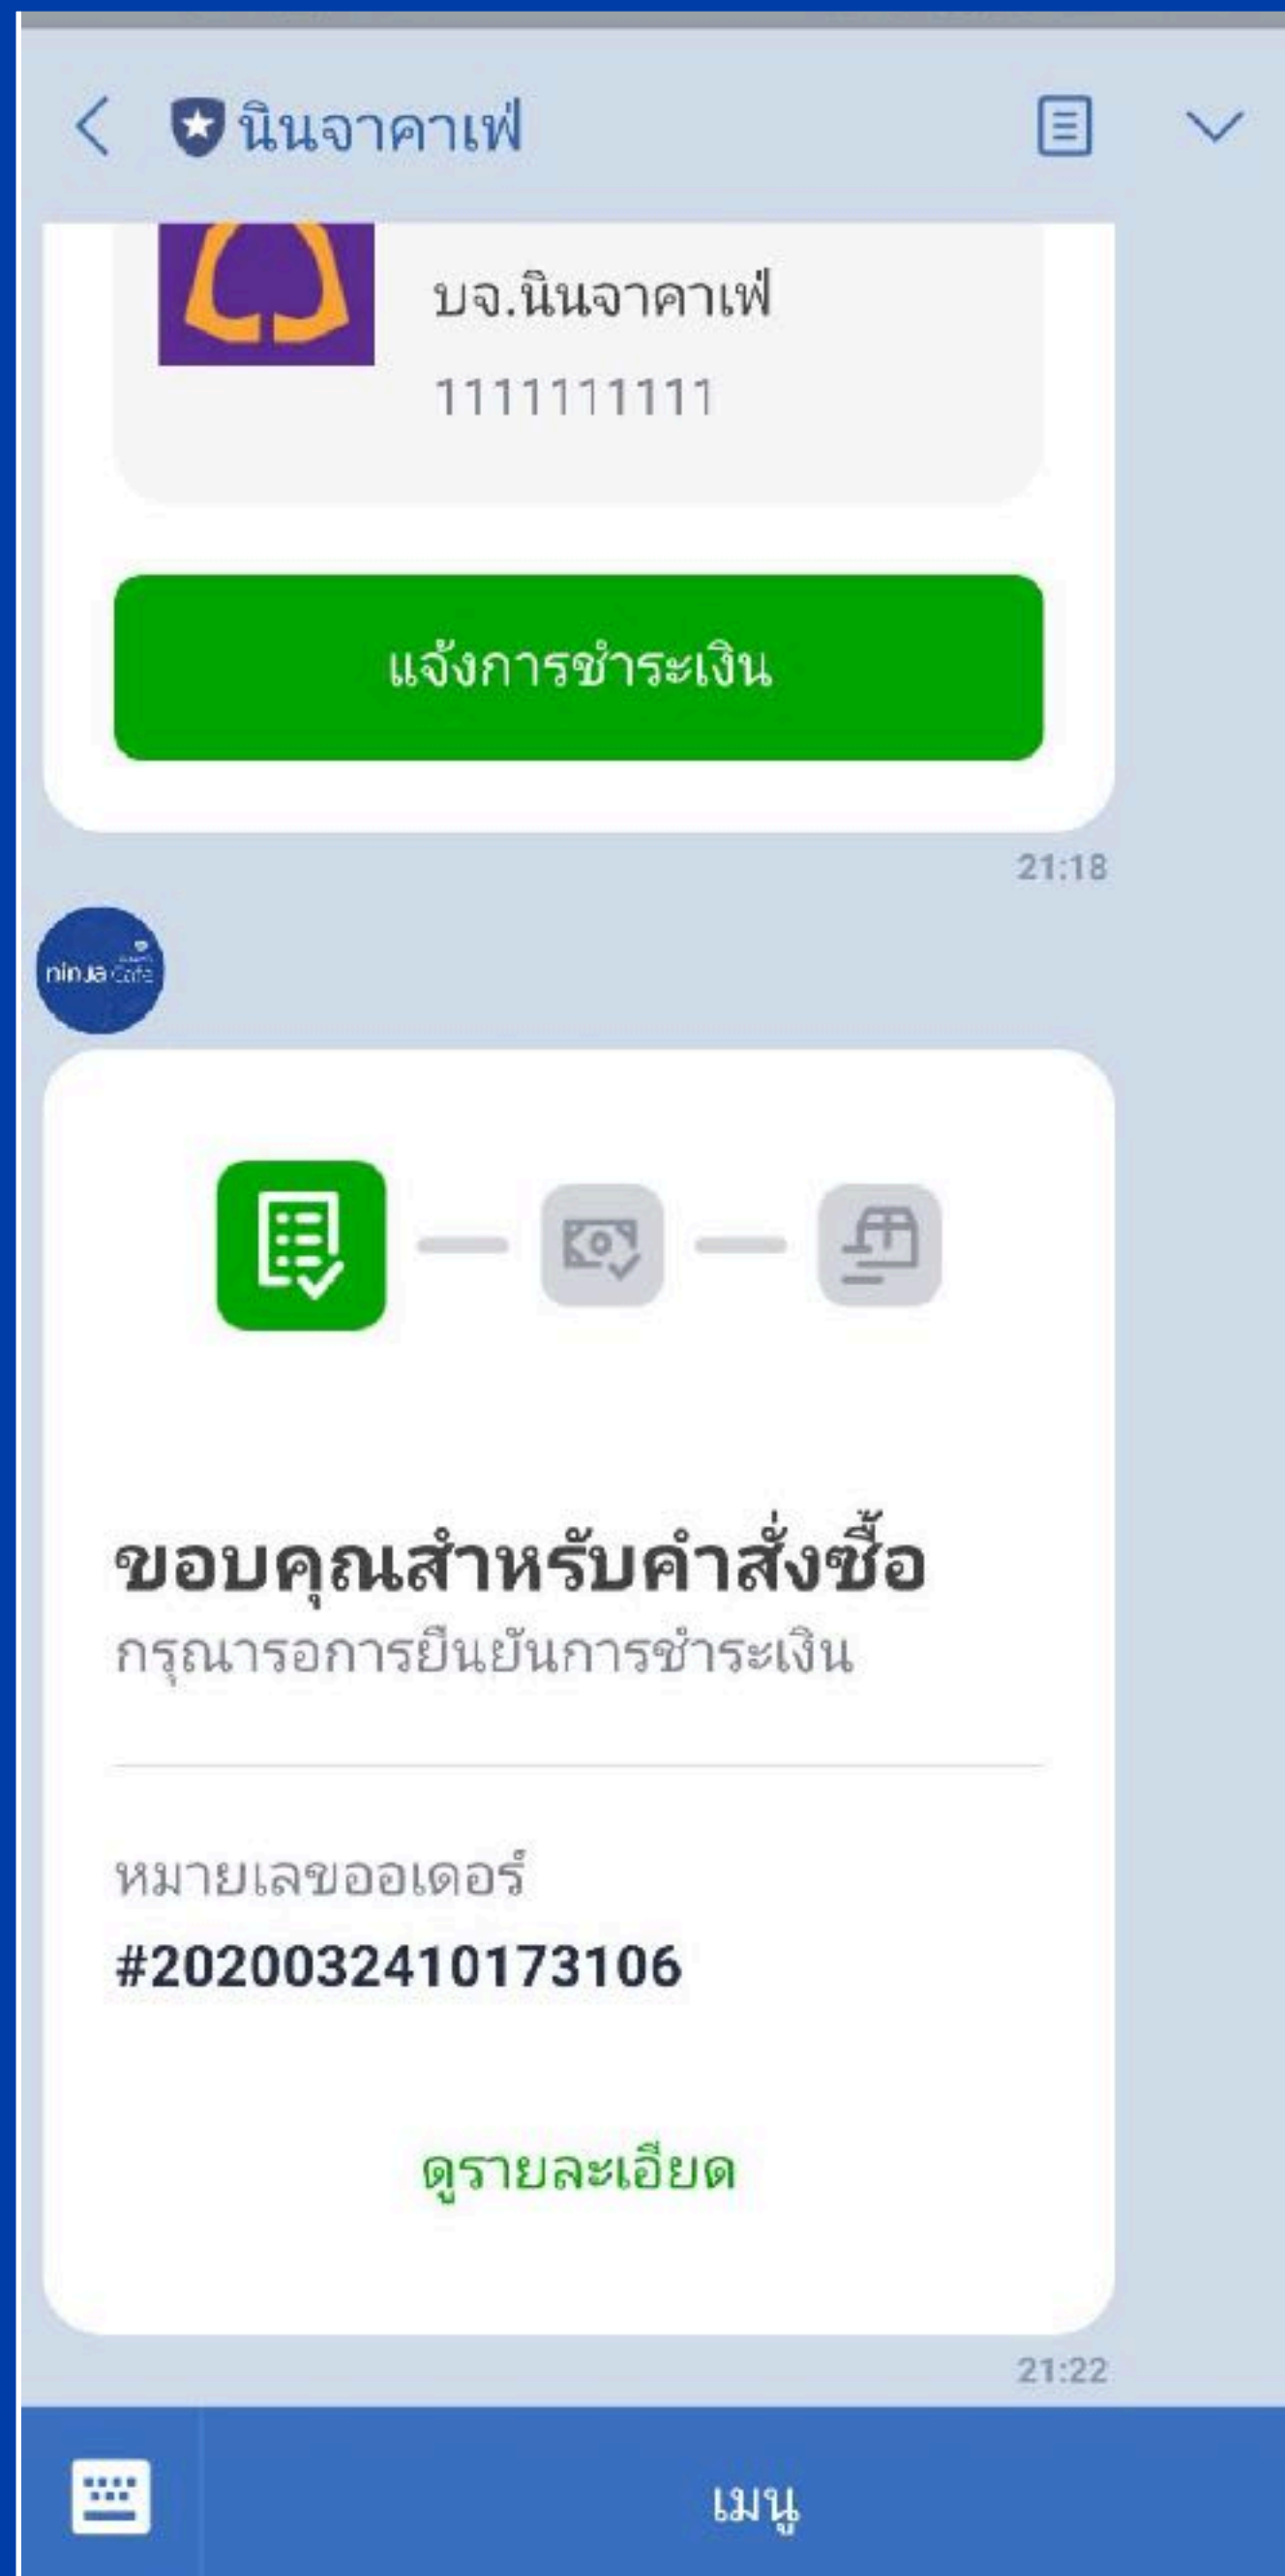 นินจาคาเฟ่
บจ.นินจาคาเฟ่
1111111111
แจ้งการชำระเงิน
21:18
ninja Cafe
ขอบคุณสำหรับคำสั่งซื้อ
กรุณารอการยืนยันการชำระเงิน
หมายเลขออเดอร์
#2020032410173106
ดูรายละเอียด
21:22
เมนู